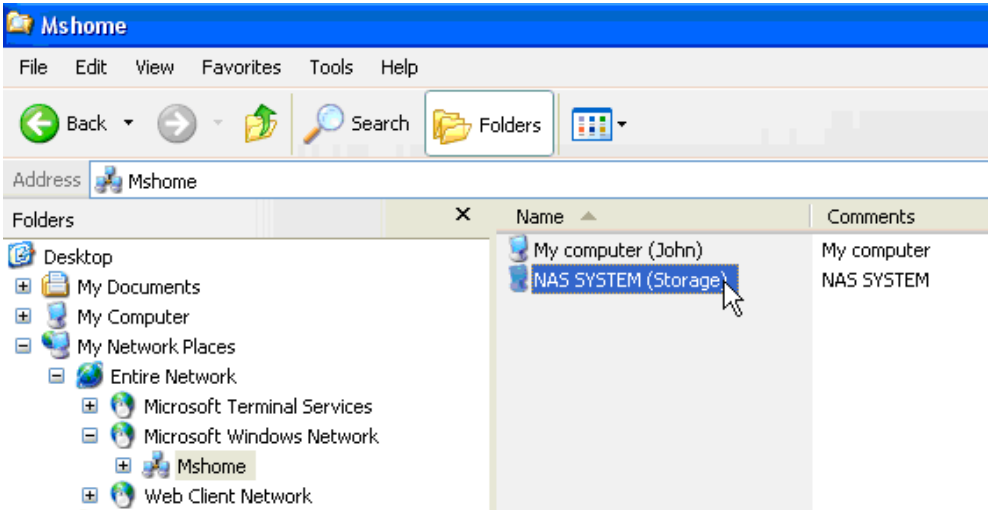 Mshome
File Edit View Favorites Tools Help
Back Search Folders
Address Mshome
Folders X Name Comments
Desktop
My Documents
My Computer
My Network Places
Entire Network
Microsoft Terminal Services
Microsoft Windows Network
Mshome
Web Client Network
My computer (John) My computer
NAS SYSTEM (Storage) NAS SYSTEM